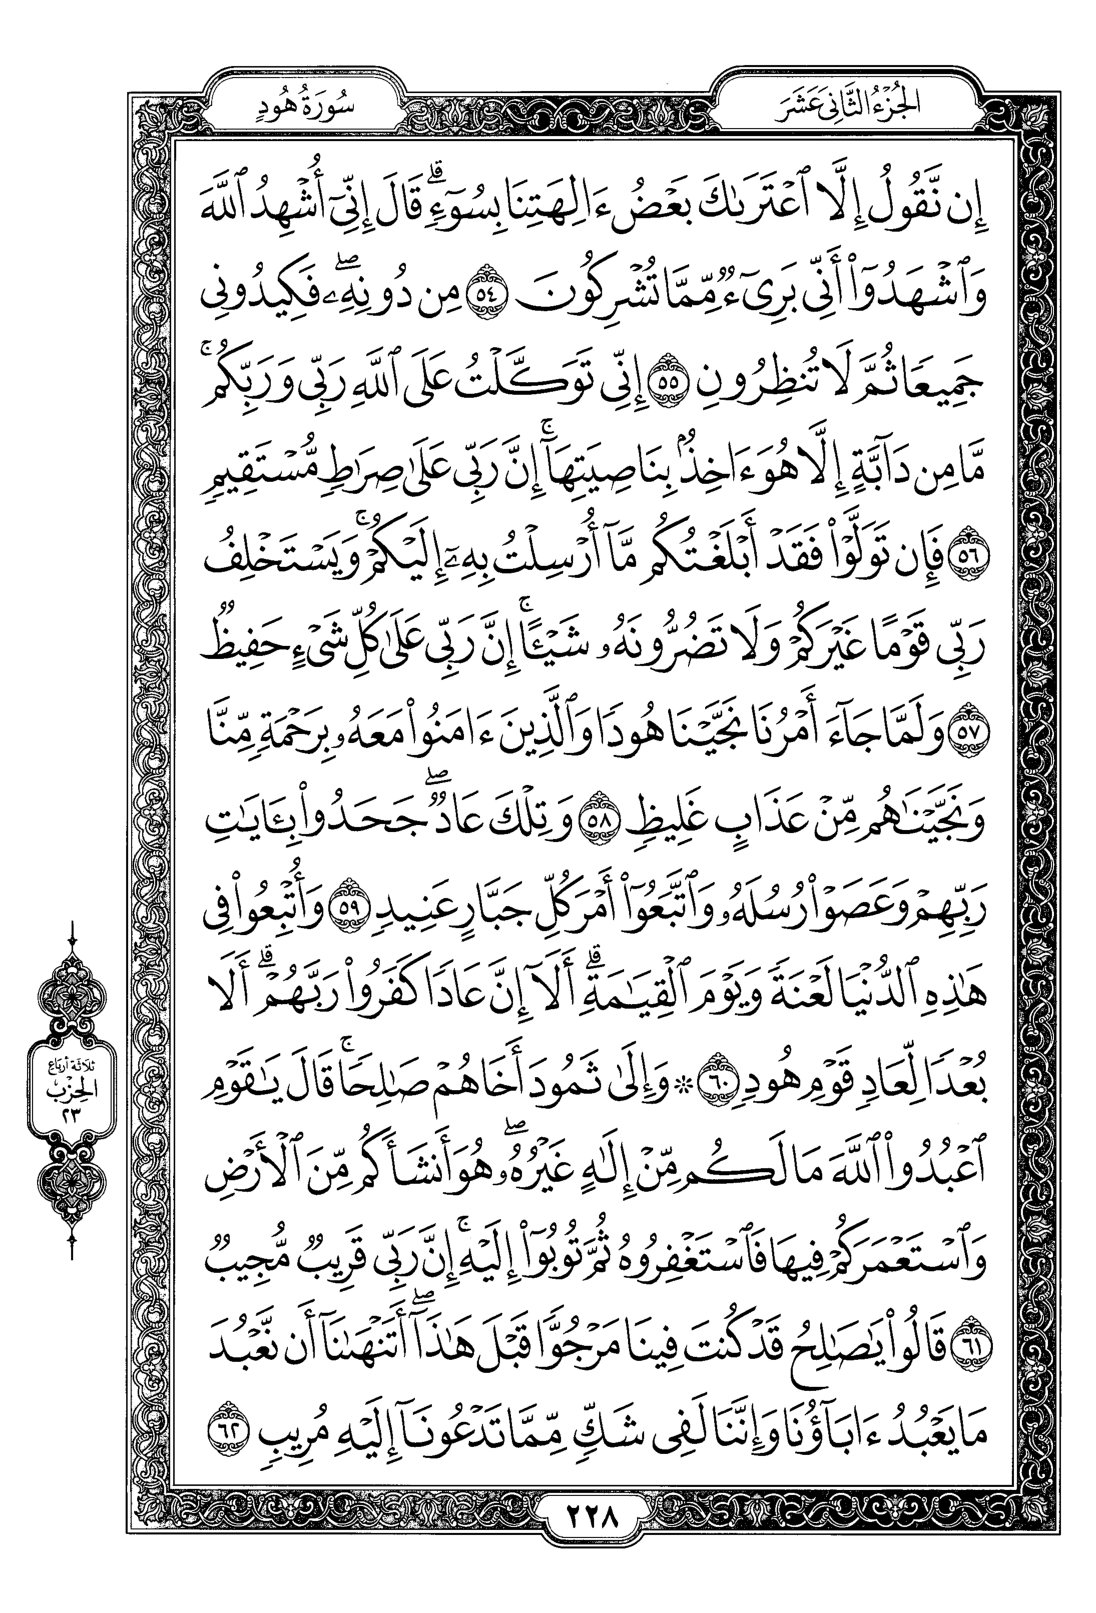 الجُزْءُ الثَّانِيَ عَشَرَ
سُورَةُ هُودٍ
إِن نَّقُولُ إِلَّا ٱعْتَرَىٰكَ بَعْضُ ءَالِهَتِنَا بِسُوٓءٍۗ قَالَ إِنِّىٓ أُشْهِدُ ٱللَّهَ
وَٱشْهَدُوٓا۟ أَنِّى بَرِىٓءٌ مِّمَّا تُشْرِكُونَ ٥٤ مِن دُونِهِۦۖ فَكِيدُونِى
جَمِيعًا ثُمَّ لَا تُنظِرُونِ ٥٥ إِنِّى تَوَكَّلْتُ عَلَى ٱللَّهِ رَبِّى وَرَبِّكُمۚ
مَّا مِن دَآبَّةٍ إِلَّا هُوَ ءَاخِذٌۢ بِنَاصِيَتِهَآۚ إِنَّ رَبِّى عَلَىٰ صِرَٰطٍ مُّسْتَقِيمٍ
٥٦ فَإِن تَوَلَّوْا۟ فَقَدْ أَبْلَغْتُكُم مَّآ أُرْسِلْتُ بِهِۦٓ إِلَيْكُمْۚ وَيَسْتَخْلِفُ
رَبِّى قَوْمًا غَيْرَكُمْ وَلَا تَضُرُّونَهُۥ شَيْـًٔاۚ إِنَّ رَبِّى عَلَىٰ كُلِّ شَىْءٍ حَفِيظٌ
٥٧ وَلَمَّا جَآءَ أَمْرُنَا نَجَّيْنَا هُودًا وَٱلَّذِينَ ءَامَنُوا۟ مَعَهُۥ بِرَحْمَةٍ مِّنَّا
وَنَجَّيْنَٰهُم مِّنْ عَذَابٍ غَلِيظٍ ٥٨ وَتِلْكَ عَادٌۖ جَحَدُوا۟ بِـَٔايَٰتِ
رَبِّهِمْ وَعَصَوْا۟ رُسُلَهُۥ وَٱتَّبَعُوٓا۟ أَمْرَ كُلِّ جَبَّارٍ عَنِيدٍ ٥٩ وَأُتْبِعُوا۟ فِى
هَٰذِهِ ٱلدُّنْيَا لَعْنَةً وَيَوْمَ ٱلْقِيَٰمَةِۗ أَلَآ إِنَّ عَادًا كَفَرُوا۟ رَبَّهُمْۗ أَلَا
بُعْدًا لِّعَادٍ قَوْمِ هُودٍ ٦٠ ۞ وَإِلَىٰ ثَمُودَ أَخَاهُمْ صَٰلِحًاۚ قَالَ يَٰقَوْمِ
ٱعْبُدُوا۟ ٱللَّهَ مَا لَكُم مِّنْ إِلَٰهٍ غَيْرُهُۥۖ هُوَ أَنشَأَكُم مِّنَ ٱلْأَرْضِ
وَٱسْتَعْمَرَكُمْ فِيهَا فَٱسْتَغْفِرُوهُ ثُمَّ تُوبُوٓا۟ إِلَيْهِۚ إِنَّ رَبِّى قَرِيبٌ مُّجِيبٌ
٦١ قَالُوا۟ يَٰصَٰلِحُ قَدْ كُنتَ فِينَا مَرْجُوًّا قَبْلَ هَٰذَآۖ أَتَنْهَىٰنَآ أَن نَّعْبُدَ
مَا يَعْبُدُ ءَابَآؤُنَا وَإِنَّنَا لَفِى شَكٍّ مِّمَّا تَدْعُونَآ إِلَيْهِ مُرِيبٍ ٦٢
ثلاثة أرباع
الحِزْب
٢٣
٢٢٨